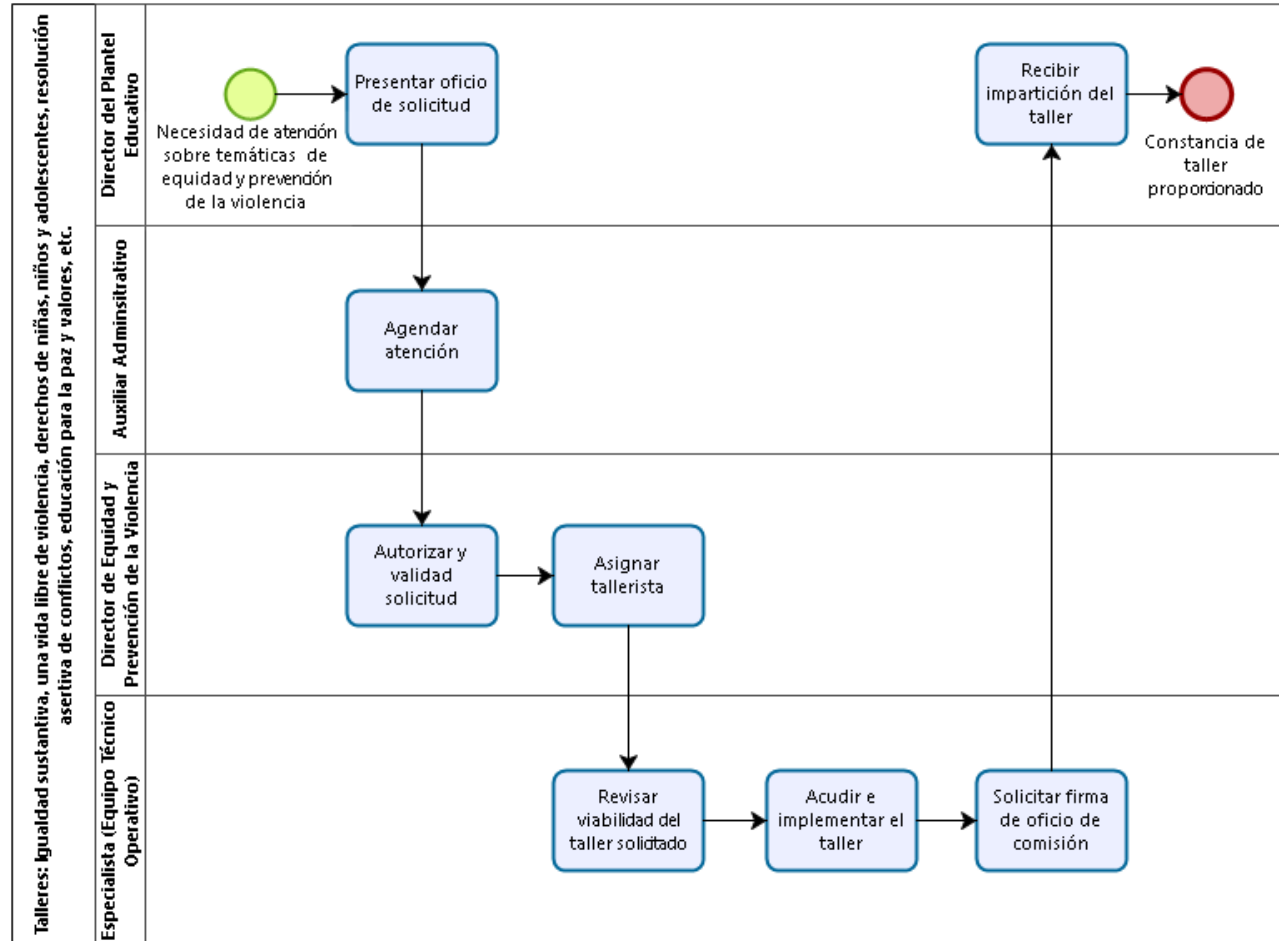 Talleres: Igualdad sustantiva, una vida libre de violencia, derechos de niñas, niños y adolescentes, resolución
asertiva de conflictos, educación para la paz y valores, etc.
Director del Plantel
Educativo
Necesidad de atención
sobre temáticas de
equidad y prevención
de la violencia
Presentar oficio
de solicitud
Recibir
impartición del
taller
Constancia de
taller
proporcionado
Auxiliar Adminsitrativo
Agendar
atención
Director de Equidad y
Prevención de la Violencia
Autorizar y
validad
solicitud
Asignar
tallerista
Especialista (Equipo Técnico
Operativo)
Revisar
viabilidad del
taller solicitado
Acudir e
implementar el
taller
Solicitar firma
de oficio de
comisión